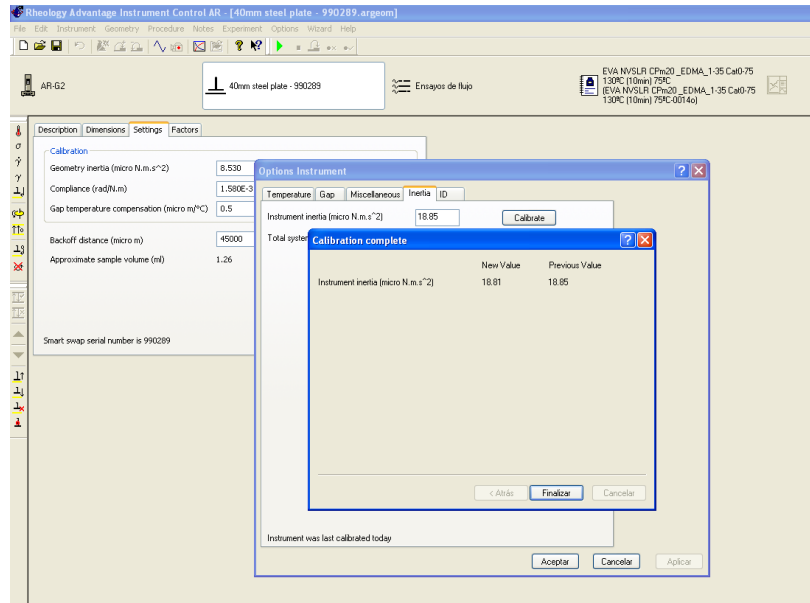 Rheology Advantage Instrument Control AR - [40mm steel plate - 990289.argeom]
File Edit Instrument Geometry Procedure Notes Experiment Options Wizard Help
AR-G2
40mm steel plate - 990289
Ensayos de flujo
EVA NVSLR CPm20 _EDMA_1-35 Cat0-75
130ºC (10min) 75ºC
(EVA NVSLR CPm20 _EDMA_1-35 Cat0-75
130ºC (10min) 75ºC-0014o)
Description Dimensions Settings Factors
Calibration
Geometry inertia (micro N.m.s^2) 8.530
Compliance (rad/N.m) 1.580E-3
Gap temperature compensation (micro m/ºC) 0.5
Backoff distance (micro m) 45000
Approximate sample volume (ml) 1.26
Smart swap serial number is 990289
Options Instrument
Temperature Gap Miscellaneous Inertia ID
Instrument inertia (micro N.m.s^2) 18.85 Calibrate
Total system
Calibration complete
New Value Previous Value
Instrument inertia (micro N.m.s^2) 18.81 18.85
< Atrás Finalizar Cancelar
Instrument was last calibrated today
Aceptar Cancelar Aplicar